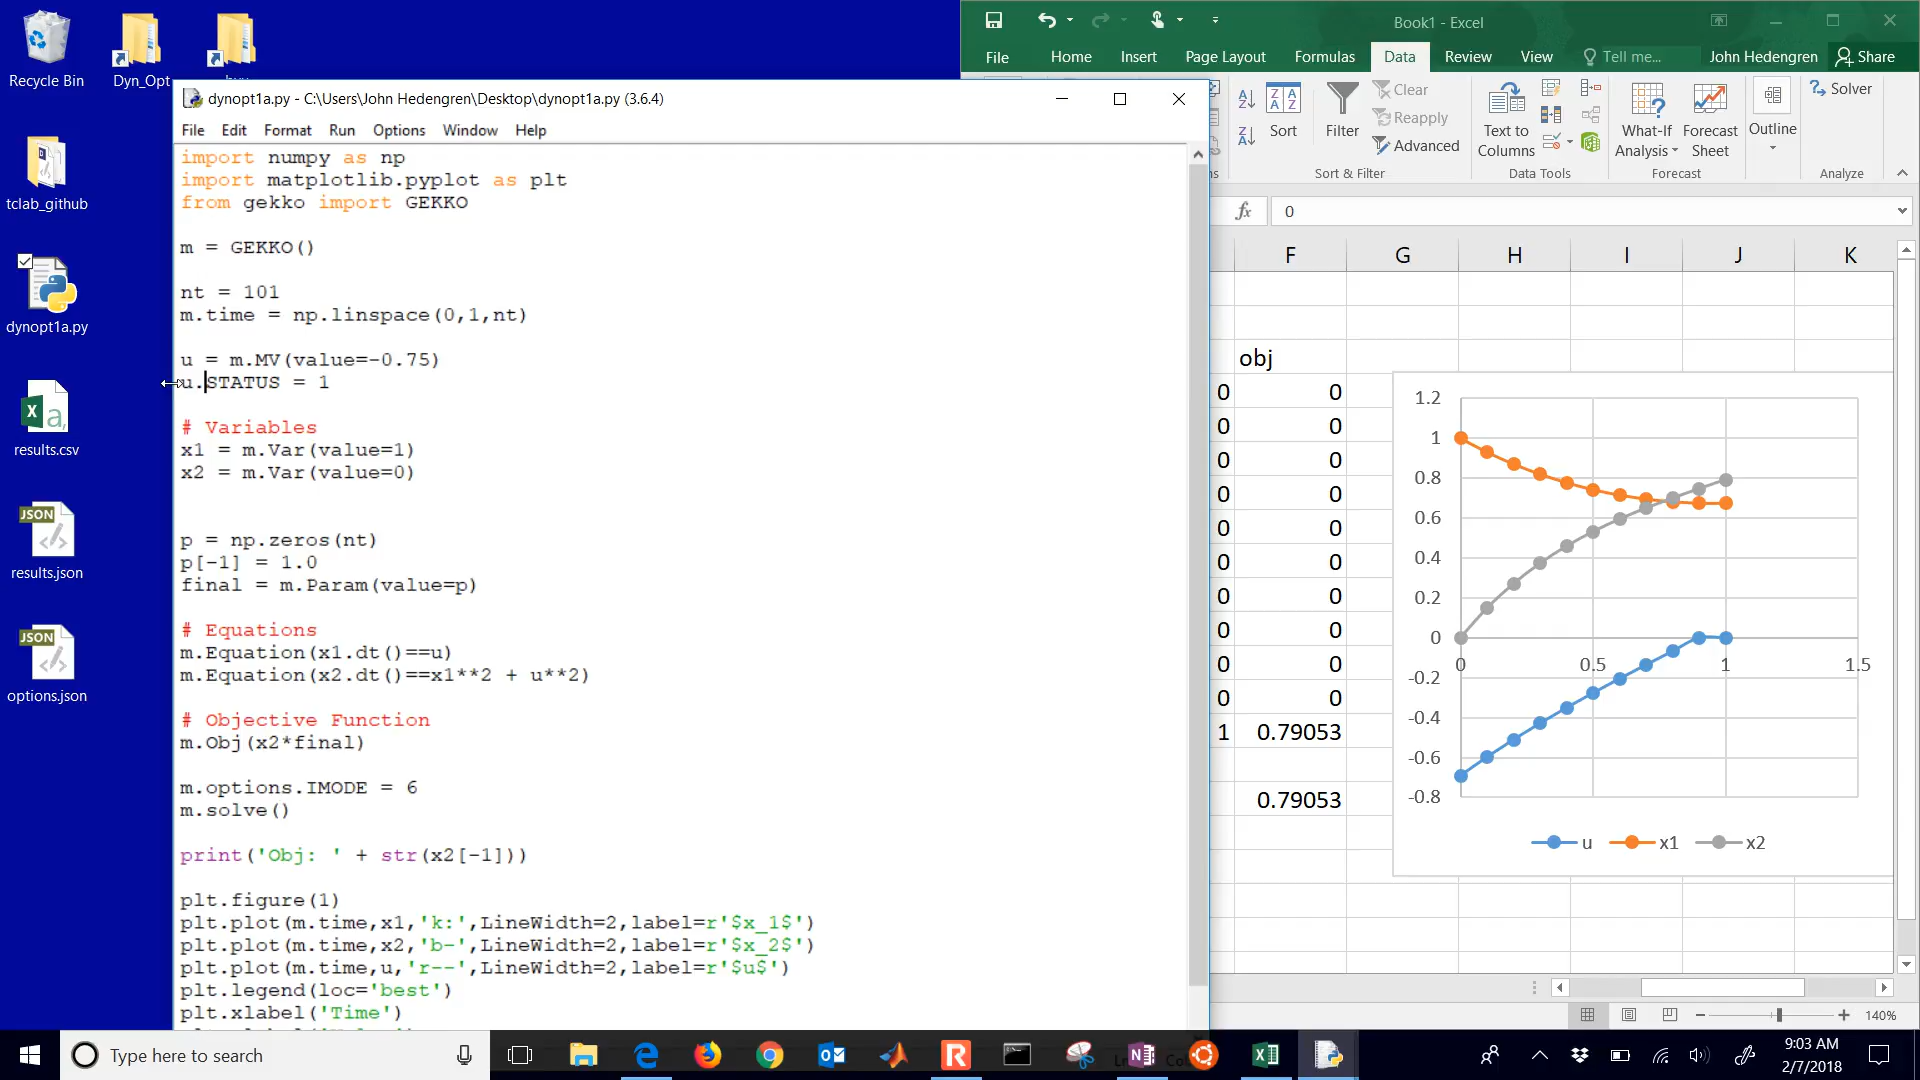 Recycle Bin
Dyn_Opt
tclab_github
dynopt1a.py
results.csv
results.json
options.json
dynopt1a.py - C:\Users\John Hedengren\Desktop\dynopt1a.py (3.6.4)
File Edit Format Run Options Window Help
import numpy as np
import matplotlib.pyplot as plt
from gekko import GEKKO
m = GEKKO()
nt = 101
m.time = np.linspace(0,1,nt)
u = m.MV(value=-0.75)
u.STATUS = 1
# Variables
x1 = m.Var(value=1)
x2 = m.Var(value=0)
p = np.zeros(nt)
p[-1] = 1.0
final = m.Param(value=p)
# Equations
m.Equation(x1.dt()==u)
m.Equation(x2.dt()==x1**2 + u**2)
# Objective Function
m.Obj(x2*final)
m.options.IMODE = 6
m.solve()
print('Obj: ' + str(x2[-1]))
plt.figure(1)
plt.plot(m.time,x1,'k:',LineWidth=2,label=r'$x_1$')
plt.plot(m.time,x2,'b-',LineWidth=2,label=r'$x_2$')
plt.plot(m.time,u,'r--',LineWidth=2,label=r'$u$')
plt.legend(loc='best')
plt.xlabel('Time')
Book1 - Excel
File Home Insert Page Layout Formulas Data Review View Tell me... John Hedengren Share
Sort
Filter
Clear
Reapply
Advanced
Sort & Filter
Text to Columns
Data Tools
What-If Analysis
Forecast Sheet
Forecast
Outline
Solver
Analyze
fx 0
F G H I J K
obj
0 0
0 0
0 0
0 0
0 0
0 0
0 0
0 0
0 0
0 0
1 0.79053
0.79053
1.2
1
0.8
0.6
0.4
0.2
0
-0.2
-0.4
-0.6
-0.8
0 0.5 1 1.5
u x1 x2
140%
Type here to search
9:03 AM
2/7/2018